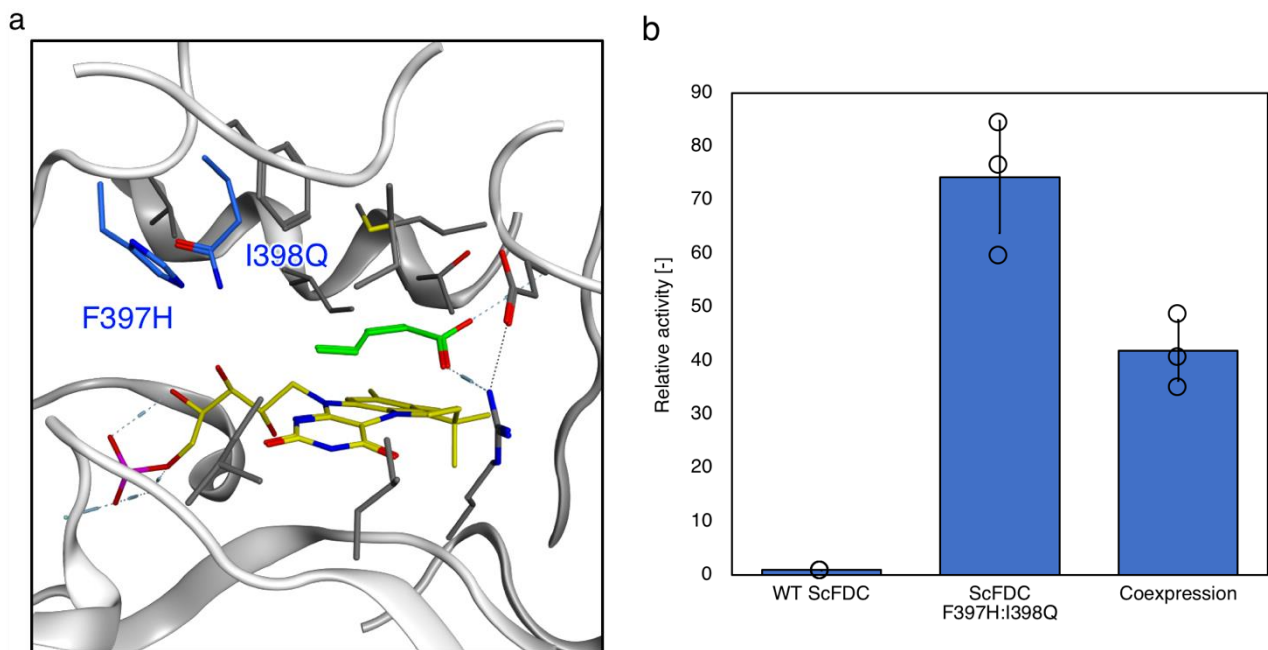 a
I398Q
F397H
b
Relative activity [-]
90
80
70
60
50
40
30
20
10
0
WT ScFDC
ScFDC
F397H:I398Q
Coexpression